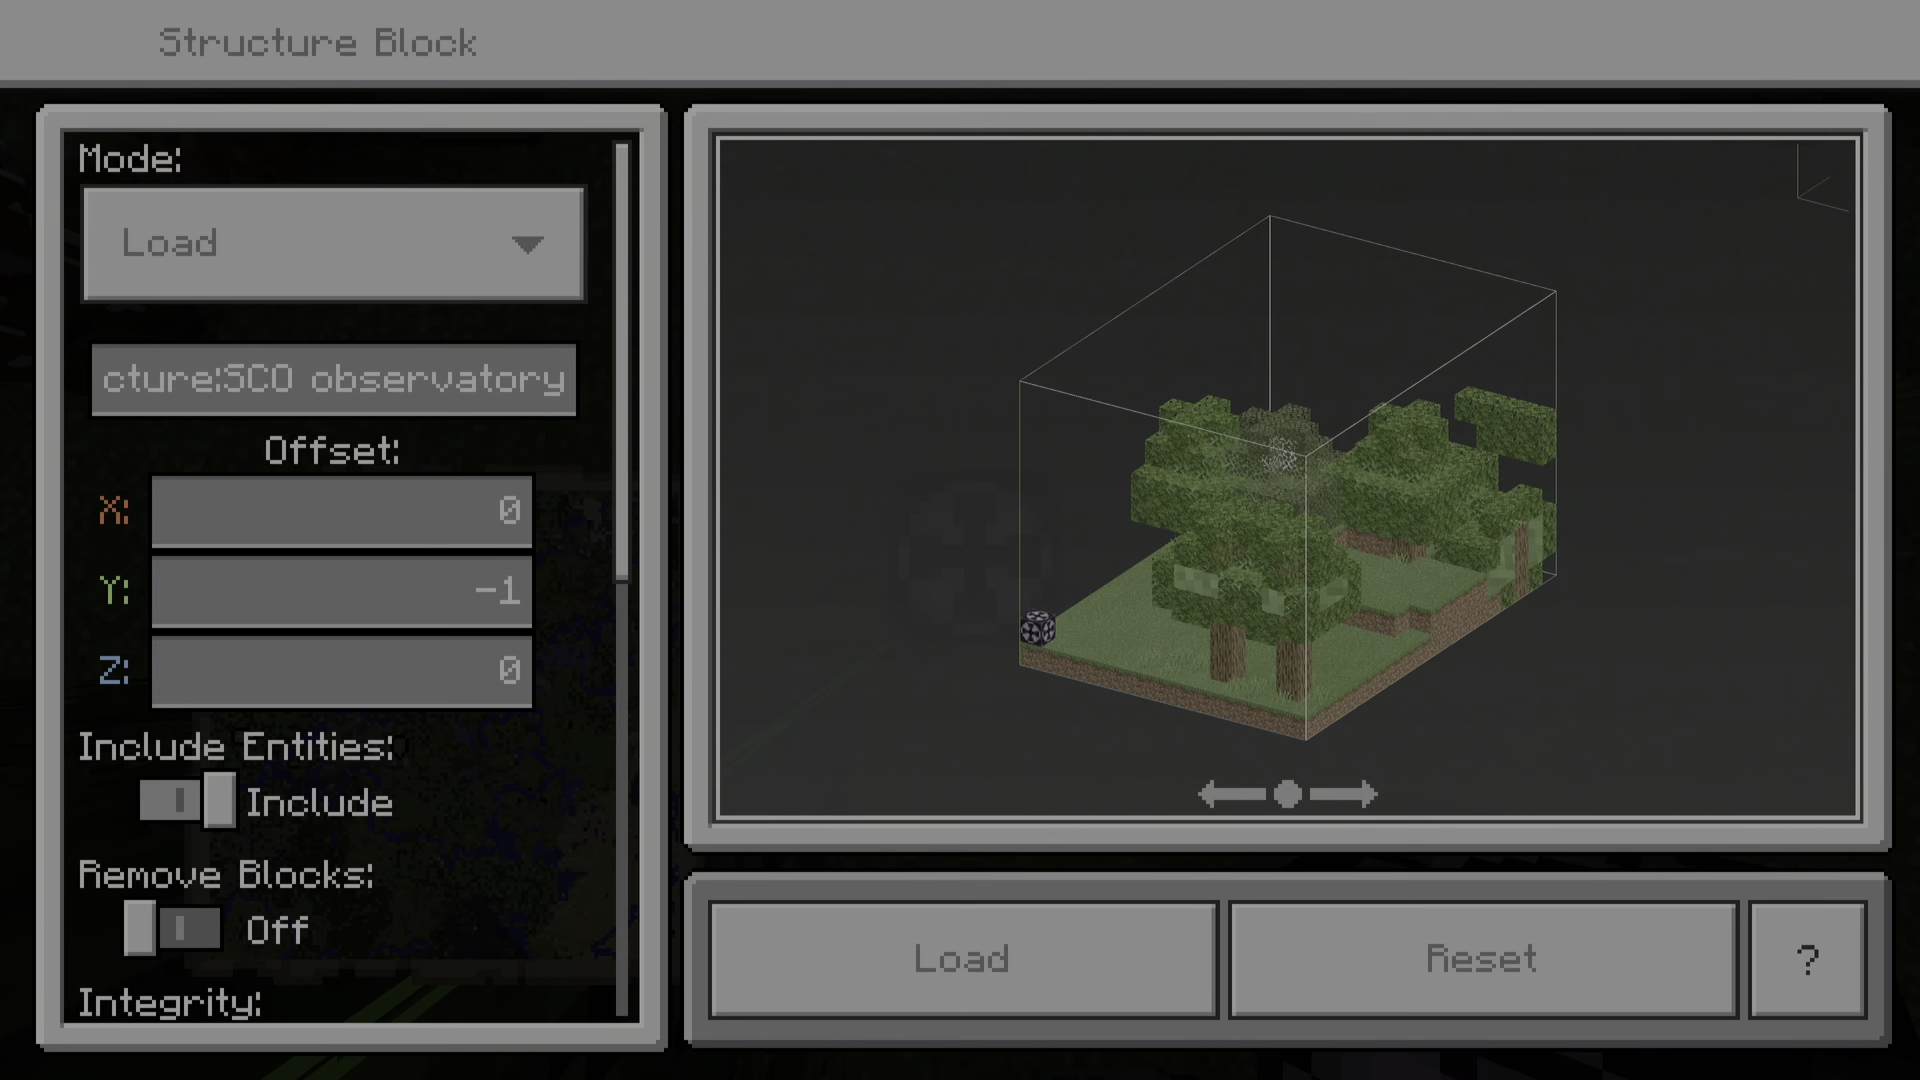 Structure Block
Mode:
Load
cture:SCO observatory
Offset:
X: 0
Y: -1
Z: 0
Include Entities:
Include
Remove Blocks:
Off
Integrity:
Load
Reset
?